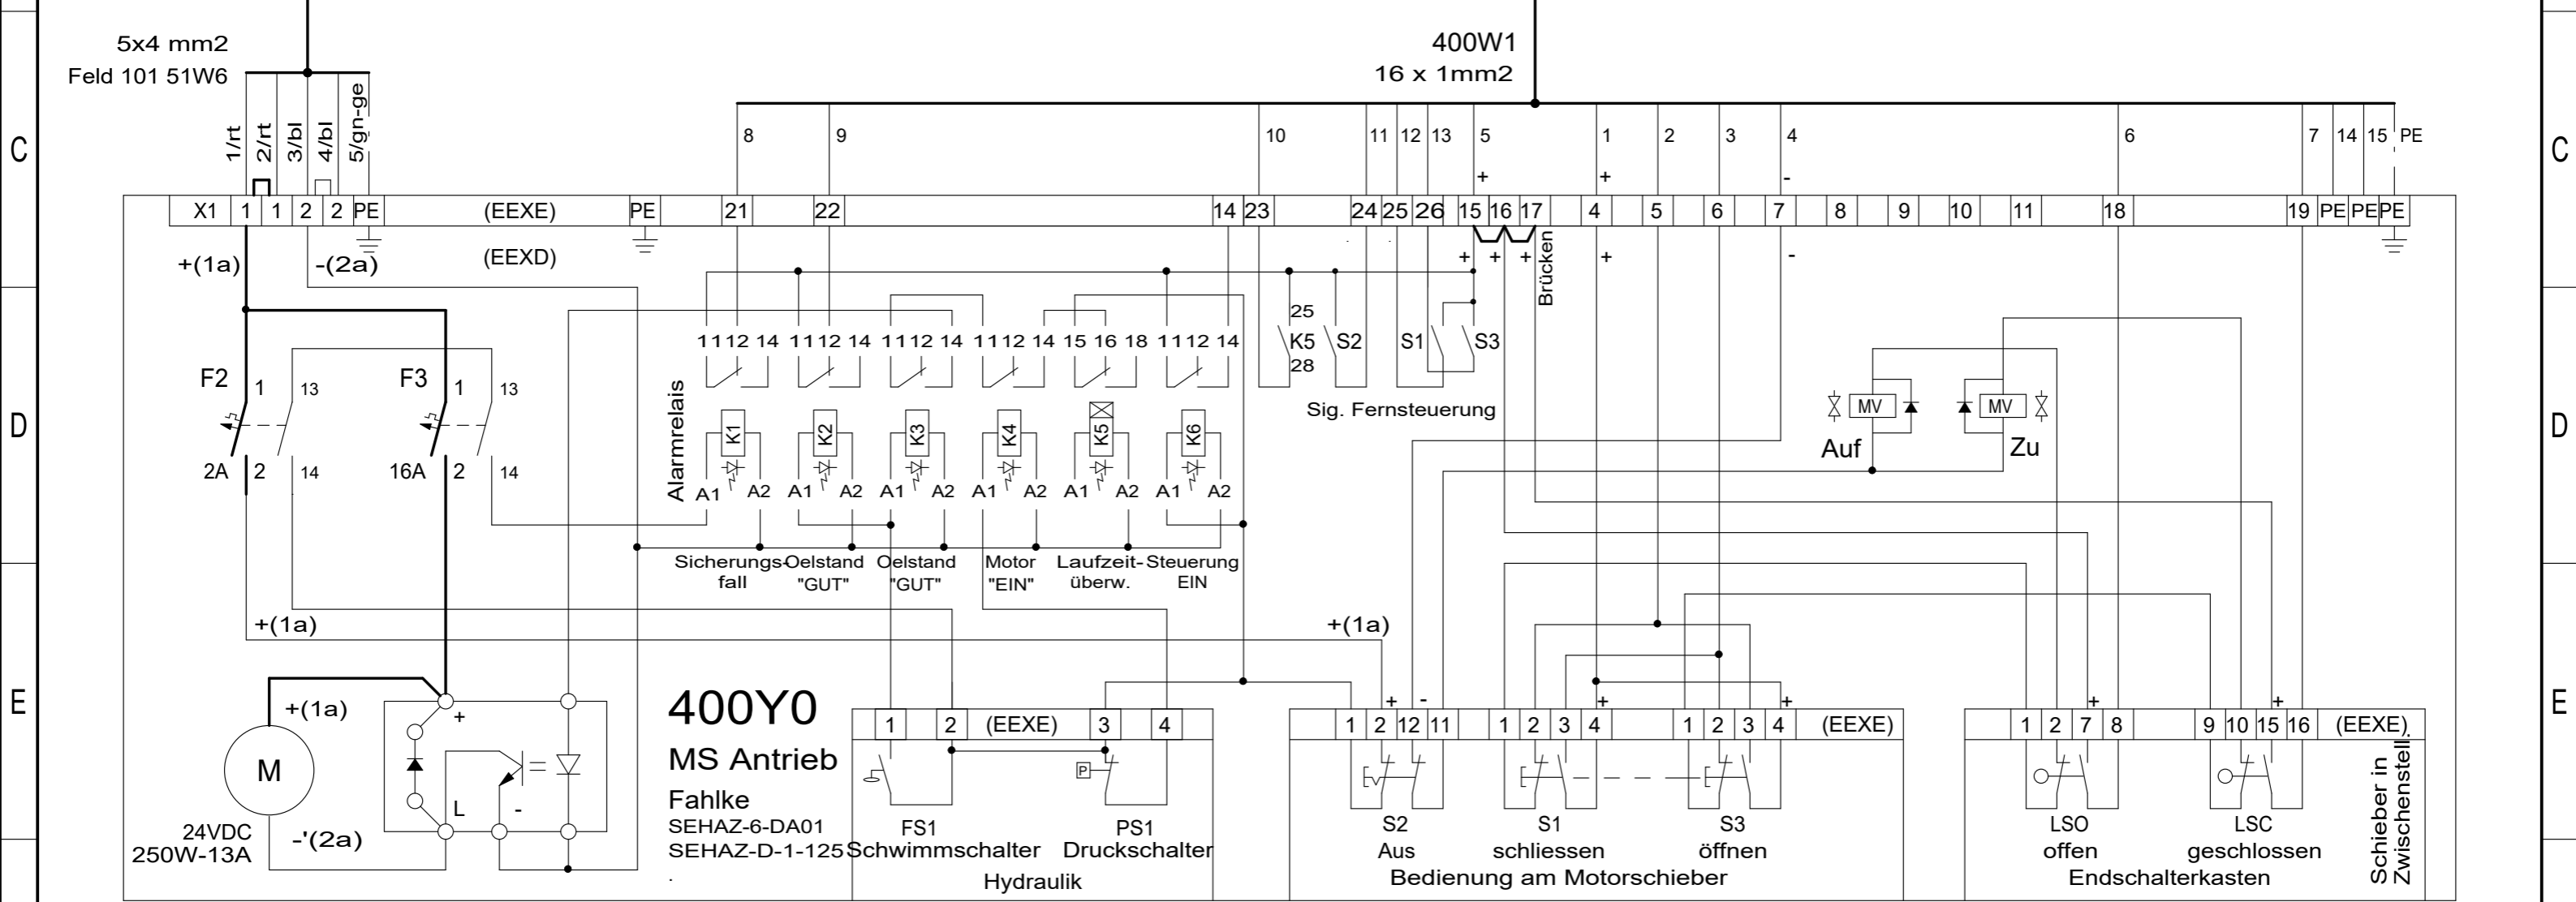 5x4 mm2
Feld 101 51W6
400W1
16 x 1mm2
1/rt
2/rt
3/bl
4/bl
5/gn-ge
8 9 10 11 12 13 5 1 2 3 4 6 7 14 15 PE
C C
+ + -
X1 1 1 2 2 PE (EEXE) PE 21 22 14 23 24 25 26 15 16 17 4 5 6 7 8 9 10 11 18 19 PE PE PE
+(1a) -(2a) (EEXD) + + + + -
Brücken
25
11 12 14 11 12 14 11 12 14 11 12 14 15 16 18 11 12 14 K5 S2 S1 S3
28
F2 1 13 F3 1 13
Alarmrelais
Sig. Fernsteuerung
MV MV
D D
K1 K2 K3 K4 K5 K6
Auf Zu
2A 2 14 16A 2 14
A1 A2 A1 A2 A1 A2 A1 A2 A1 A2 A1 A2
Sicherungs- Oelstand Oelstand Motor Laufzeit- Steuerung
fall "GUT" "GUT" "EIN" überw. EIN
+(1a) +(1a)
E E
400Y0
MS Antrieb
Fahlke
SEHAZ-6-DA01
SEHAZ-D-1-125
.
+(1a) +
M
L -
24VDC
250W-13A
-'(2a)
1 2 (EEXE) 3 4
P
FS1 PS1
Schwimmschalter Druckschalter
Hydraulik
+ - + +
1 2 12 11 1 2 3 4 1 2 3 4 (EEXE)
S2 S1 S3
Aus schliessen öffnen
Bedienung am Motorschieber
+ +
1 2 7 8 9 10 15 16 (EEXE)
LSO LSC
offen geschlossen
Endschalterkasten
Schieber in
Zwischenstell.